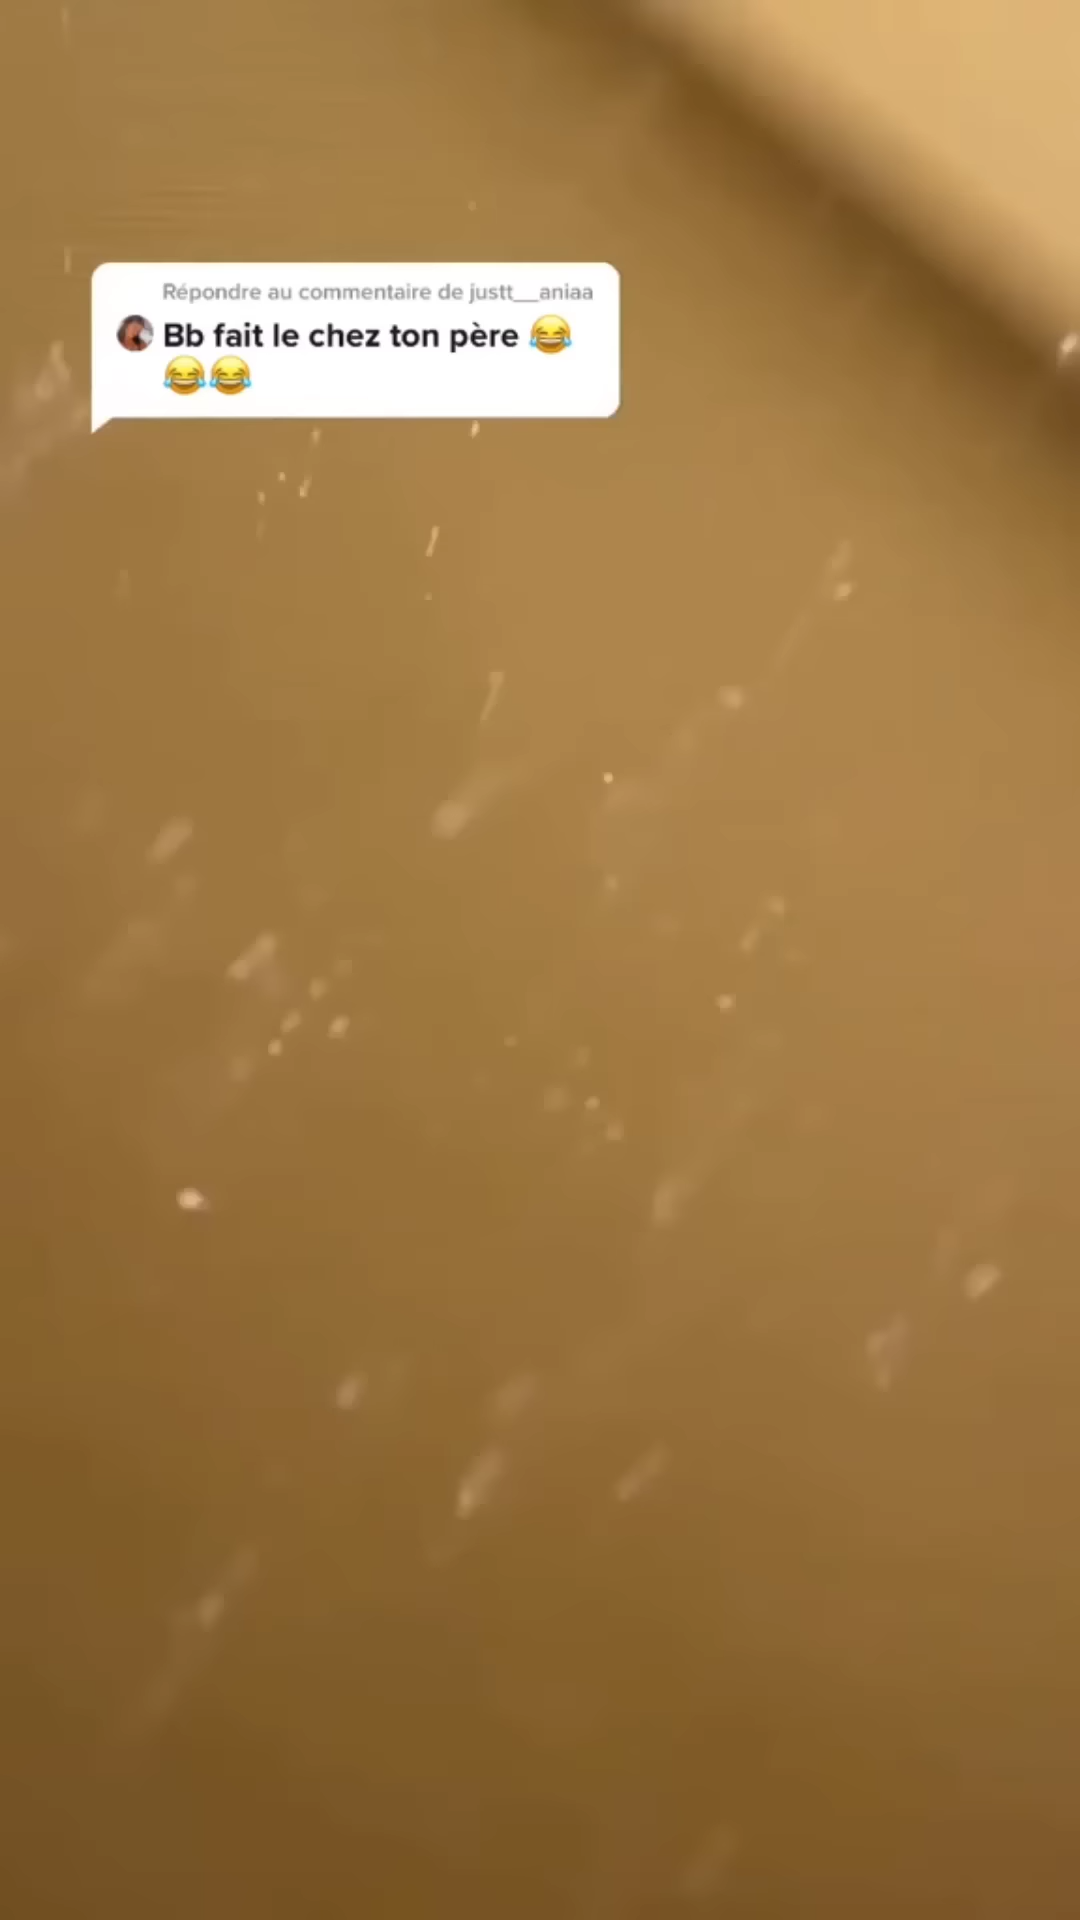 Répondre au commentaire de justt__aniaa
Bb fait le chez ton père 😂
😂😂